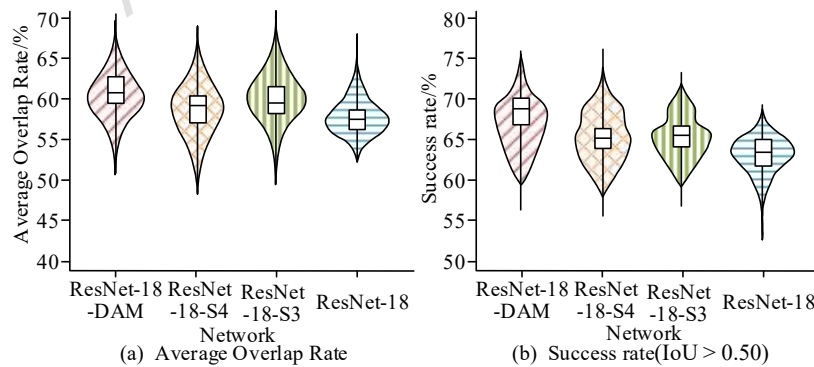 Average Overlap Rate/%
70
65
60
55
50
45
40
ResNet-18
-DAM
ResNet
-18-S4
ResNet
-18-S3
ResNet-18
Network
(a) Average Overlap Rate
Success rate/%
80
75
70
65
60
55
50
ResNet-18
-DAM
ResNet
-18-S4
ResNet
-18-S3
ResNet-18
Network
(b) Success rate(IoU > 0.50)